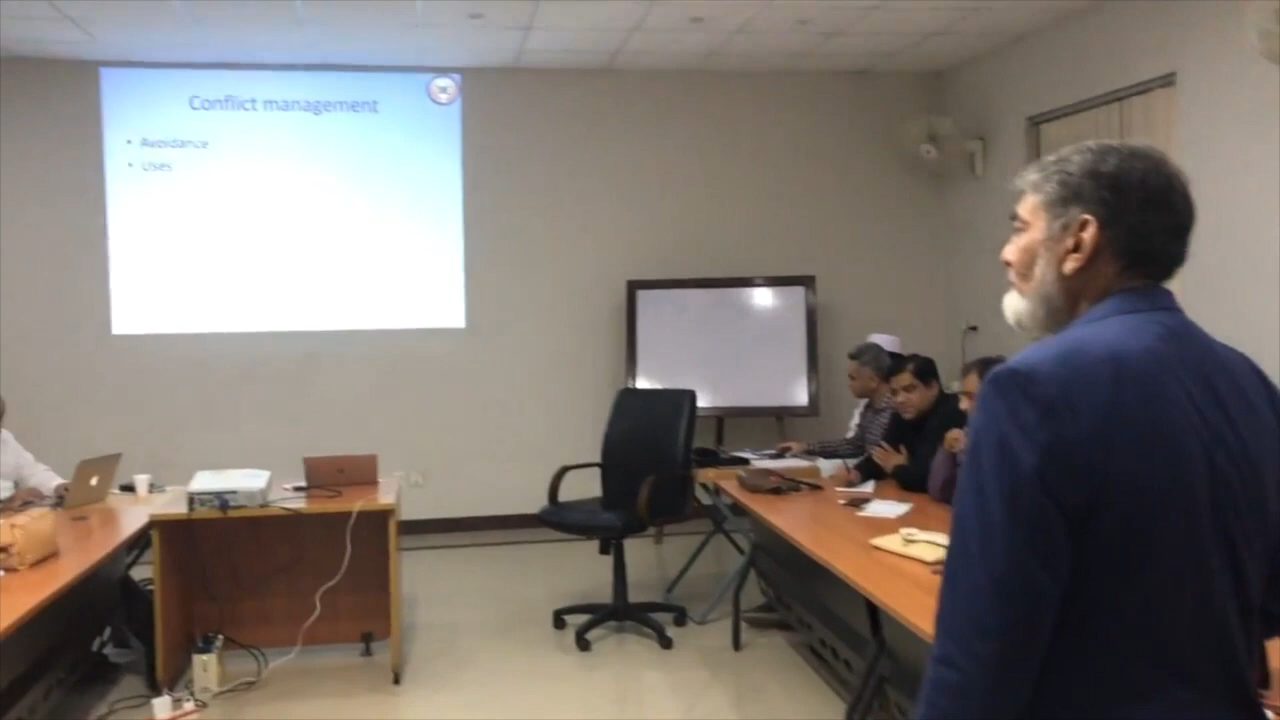 Conflict management
• Avoidance
• Uses